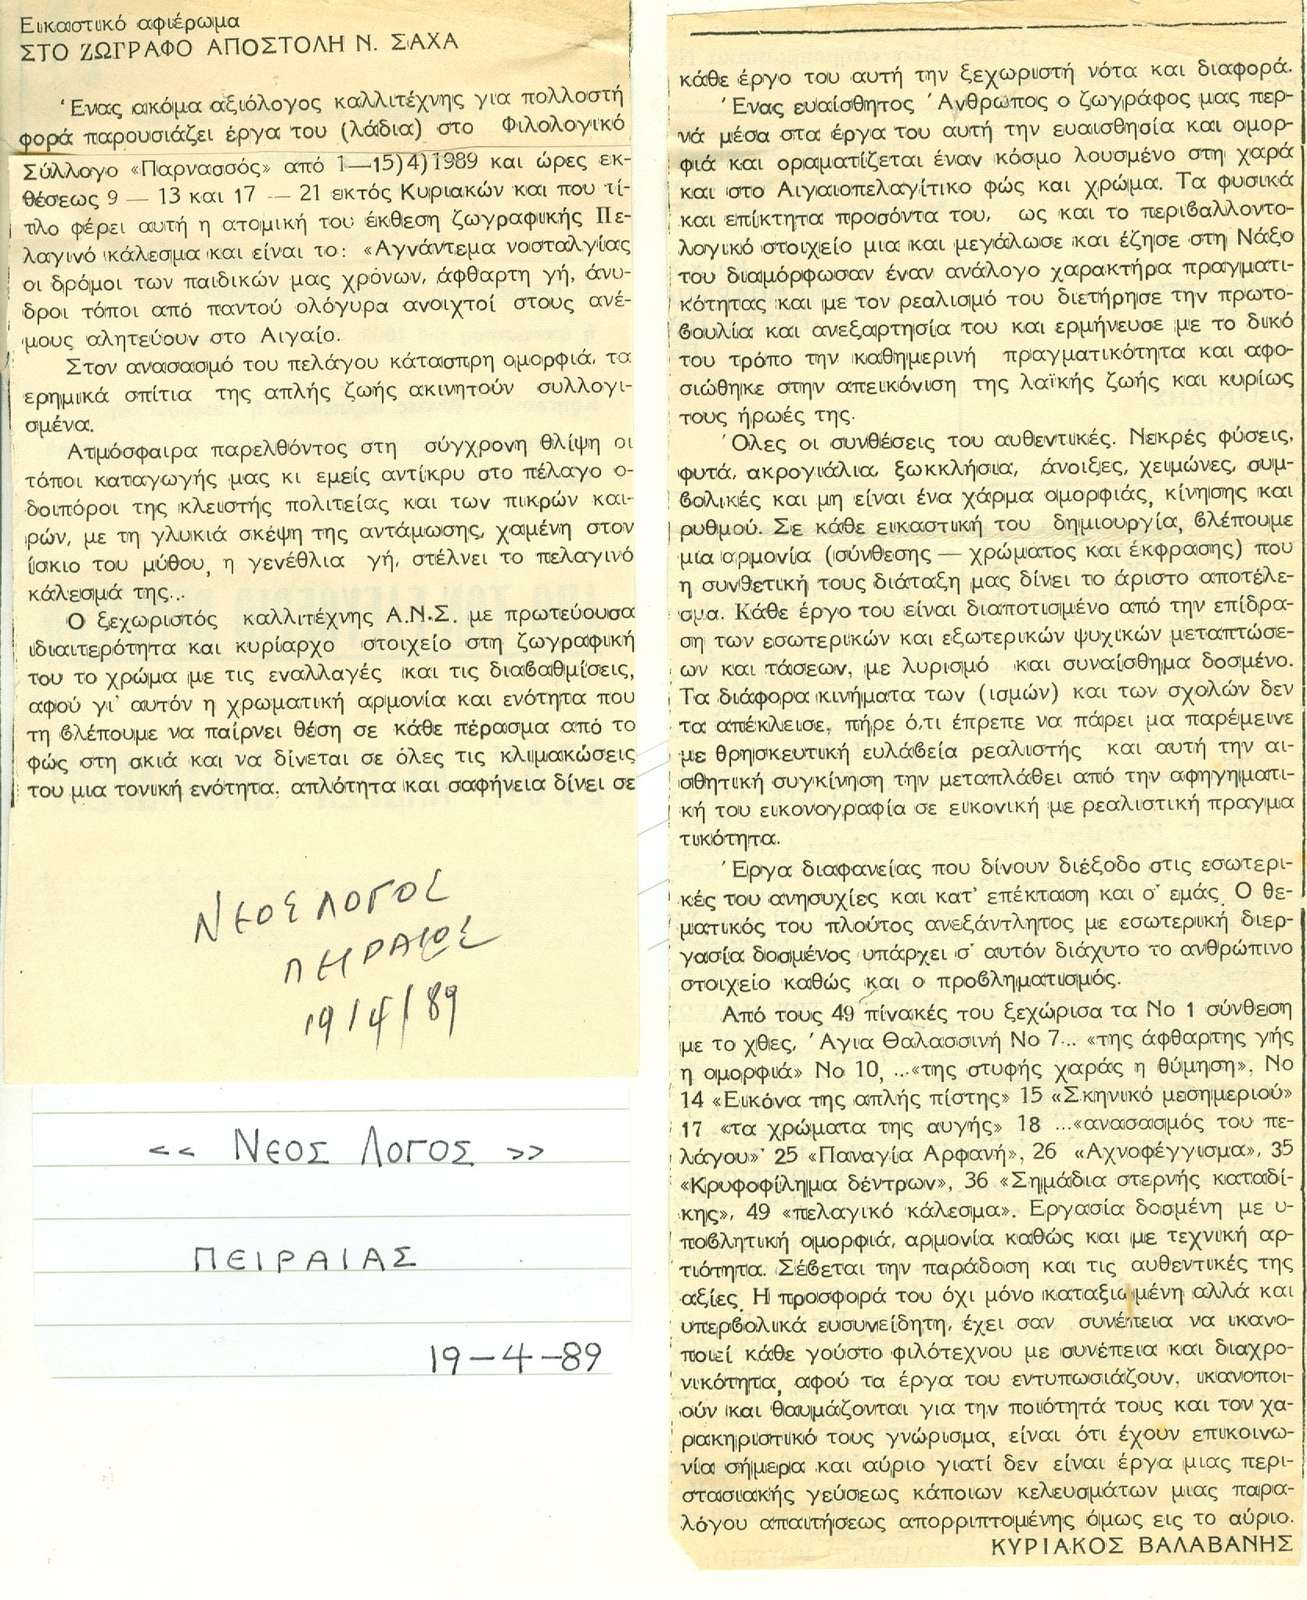 Εικαστικό αφιέρωμα
ΣΤΟ ΖΩΓΡΑΦΟ ΑΠΟΣΤΟΛΗ Ν. ΣΑΧΑ
Ένας ακόμα αξιόλογος καλλιτέχνης για πολλοστή
φορά παρουσιάζει έργα του (λάδια) στο Φιλολογικό
Σύλλογο «Παρνασσός» από 1—15)4)1989 και ώρες εκ-
θέσεως 9 — 13 και 17 — 21 εκτός Κυριακών και που τί-
τλο φέρει αυτή η ατομική του έκθεση ζωγραφικής Πε-
λαγινό κάλεσμα και είναι το: «Αγνάντεμα νοσταλγίας
οι δρόμοι των παιδικών μας χρόνων, άφθαρτη γή, άνυ-
δροι τόποι από παντού ολόγυρα ανοιχτοί στους ανέ-
μους αλητεύουν στο Αιγαίο.
Στον ανασασμό του πελάγου κάτασπρη ομορφιά, τα
ερημικά σπίτια της απλής ζωής ακινητούν συλλογι-
σμένα.
Ατμόσφαιρα παρελθόντος στη σύγχρονη θλίψη οι
τόποι καταγωγής μας κι εμείς αντίκρυ στο πέλαγο ο-
δοιπόροι της κλειστής πολιτείας και των πικρών και-
ρών, με τη γλυκιά σκέψη της αντάμωσης, χαμένη στον
ίσκιο του μύθου, η γενέθλια γή, στέλνει το πελαγινό
κάλεσμά της...
Ο ξεχωριστός καλλιτέχνης Α.Ν.Σ. με πρωτεύουσα
ιδιαιτερότητα και κυρίαρχο στοιχείο στη ζωγραφική
του το χρώμα με τις εναλλαγές και τις διαβαθμίσεις,
αφού γι' αυτόν η χρωματική αρμονία και ενότητα που
τη βλέπουμε να παίρνει θέση σε κάθε πέρασμα από το
φώς στη σκιά και να δίνεται σε όλες τις κλιμακώσεις
του μια τονική ενότητα, απλότητα και σαφήνεια δίνει σε
ΝΕΟΣ ΛΟΓΟΣ
ΠΕΙΡΑΙΩΣ
19/4/89
<< ΝΕΟΣ ΛΟΓΟΣ >>
ΠΕΙΡΑΙΑΣ
19-4-89
κάθε έργο του αυτή την ξεχωριστή νότα και διαφορά.
Ένας ευαίσθητος Άνθρωπος ο ζωγράφος μας περ-
νά μέσα στα έργα του αυτή την ευαισθησία και ομορ-
φιά και οραματίζεται έναν κόσμο λουσμένο στη χαρά
και στο Αιγαιοπελαγίτικο φώς και χρώμα. Τα φυσικά
και επίκτητα προσόντα του, ως και το περιβαλλοντο-
λογικό στοιχείο μια και μεγάλωσε και έζησε στη Νάξο
του διαμόρφωσαν έναν ανάλογο χαρακτήρα πραγματι-
κότητας και με τον ρεαλισμό του διετήρησε την πρωτο-
βουλία και ανεξαρτησία του και ερμήνευσε με το δικό
του τρόπο την καθημερινή πραγματικότητα και αφο-
σιώθηκε στην απεικόνιση της λαϊκής ζωής και κυρίως
τους ήρωές της.
Όλες οι συνθέσεις του αυθεντικές. Νεκρές φύσεις,
φυτά, ακρογιάλια, ξωκκλήσια, άνοιξες, χειμώνες, συμ-
βολικές και μη είναι ένα χάρμα ομορφιάς, κίνησης και
ρυθμού. Σε κάθε εικαστική του δημιουργία, βλέπουμε
μια αρμονία (σύνθεσης — χρώματος και έκφρασης) που
η συνθετική τους διάταξη μας δίνει το άριστο αποτέλε-
σμα. Κάθε έργο του είναι διαποτισμένο από την επίδρα-
ση των εσωτερικών και εξωτερικών ψυχικών μεταπτώσε-
ων και τάσεων, με λυρισμό και συναίσθημα δοσμένο.
Τα διάφορα κινήματα των (ισμών) και των σχολών δεν
τα απέκλεισε, πήρε ό,τι έπρεπε να πάρει μα παρέμεινε
με θρησκευτική ευλάβεια ρεαλιστής και αυτή την αι-
σθητική συγκίνηση την μεταπλάθει από την αφηγηματι-
κή του εικονογραφία σε εικονική με ρεαλιστική πραγμα
τικότητα.
Έργα διαφανείας που δίνουν διέξοδο στις εσωτερι-
κές του ανησυχίες και κατ' επέκταση και σ' εμάς. Ο θε-
ματικός του πλούτος ανεξάντλητος με εσωτερική διερ-
γασία δοσμένος υπάρχει σ' αυτόν διάχυτο το ανθρώπινο
στοιχείο καθώς και ο προβληματισμός.
Από τους 49 πίνακές του ξεχώρισα τα Νο 1 σύνθεση
με το χθες, Άγια Θαλασσινή Νο 7... «της άφθαρτης γής
η ομορφιά» Νο 10, ...«της στυφής χαράς η θύμηση», Νο
14 «Εικόνα της απλής πίστης» 15 «Σκηνικό μεσημεριού»
17 «τα χρώματα της αυγής» 18 ...«ανασασμός του πε-
λάγου» 25 «Παναγία Αρφανή», 26 «Αχνοφέγγισμα», 35
«Κρυφοφίλημα δέντρων», 36 «Σημάδια στερνής καταδί-
κης», 49 «πελαγικό κάλεσμα». Εργασία δοσμένη με υ-
ποβλητική ομορφιά, αρμονία καθώς και με τεχνική αρ-
τιότητα. Σέβεται την παράδοση και τις αυθεντικές της
αξίες. Η προσφορά του όχι μόνο καταξιωμένη αλλά και
υπερβολικά ευσυνείδητη, έχει σαν συνέπεια να ικανο-
ποιεί κάθε γούστο φιλότεχνου με συνέπεια και διαχρο-
νικότητα, αφού τα έργα του εντυπωσιάζουν, ικανοποι-
ούν και θαυμάζονται για την ποιότητά τους και τον χα-
ρακηριστικό τους γνώρισμα, είναι ότι έχουν επικοινω-
νία σήμερα και αύριο γιατί δεν είναι έργα μιας περι-
στασιακής γεύσεως κάποιων κελευσμάτων μιας παρα-
λόγου απαιτήσεως απορριπτομένης όμως εις το αύριο.
ΚΥΡΙΑΚΟΣ ΒΑΛΑΒΑΝΗΣ